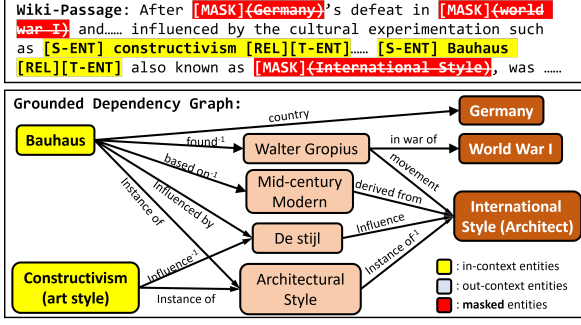 Wiki-Passage: After [MASK](Germany)'s defeat in [MASK](world
war I) and…… influenced by the cultural experimentation such
as [S-ENT] constructivism [REL][T-ENT]…… [S-ENT] Bauhaus
[REL][T-ENT] also known as [MASK](International Style), was ……
Grounded Dependency Graph:
country
Germany
Bauhaus
found⁻¹
Walter Gropius
in war of
World War I
based on⁻¹
movement
Mid-century
Modern
derived from
Instance of
Influenced by
International
Style (Architect)
De stijl
Influence
Influence⁻¹
Instance of⁻¹
Constructivism
(art style)
Instance of
Architectural
Style
: in-context entities
: out-context entities
: masked entities